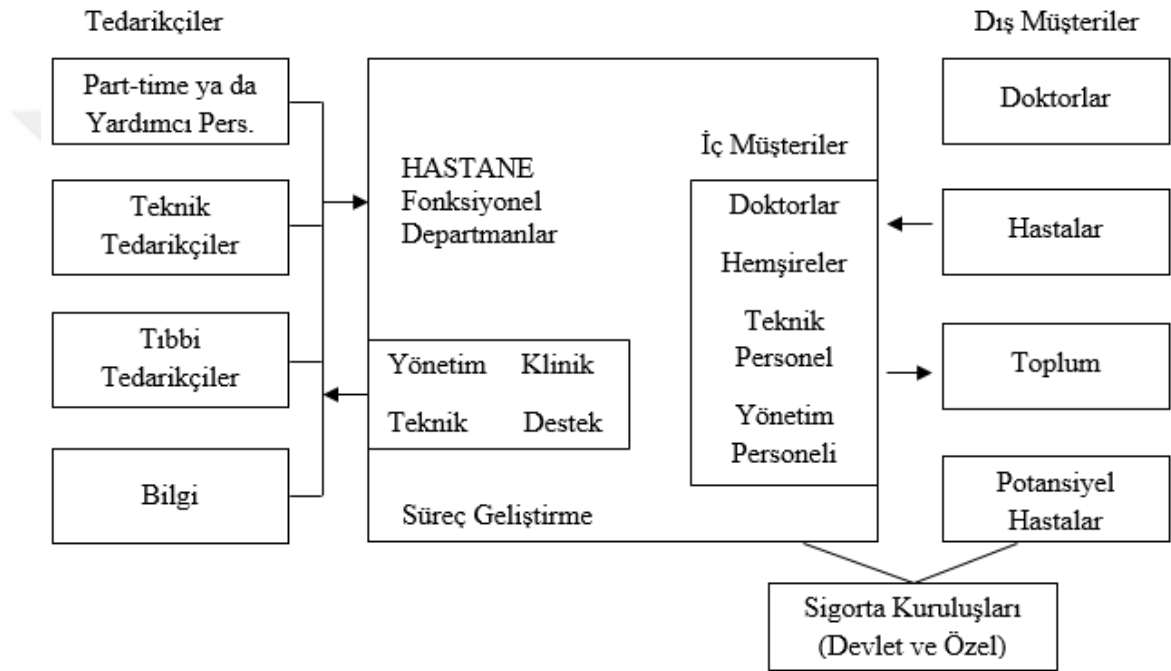 Tedarikçiler
Part-time ya da
Yardımcı Pers.
Teknik
Tedarikçiler
Tıbbi
Tedarikçiler
Bilgi
HASTANE
Fonksiyonel
Departmanlar
Yönetim Klinik
Teknik Destek
Süreç Geliştirme
İç Müşteriler
Doktorlar
Hemşireler
Teknik
Personel
Yönetim
Personeli
Dış Müşteriler
Doktorlar
Hastalar
Toplum
Potansiyel
Hastalar
Sigorta Kuruluşları
(Devlet ve Özel)